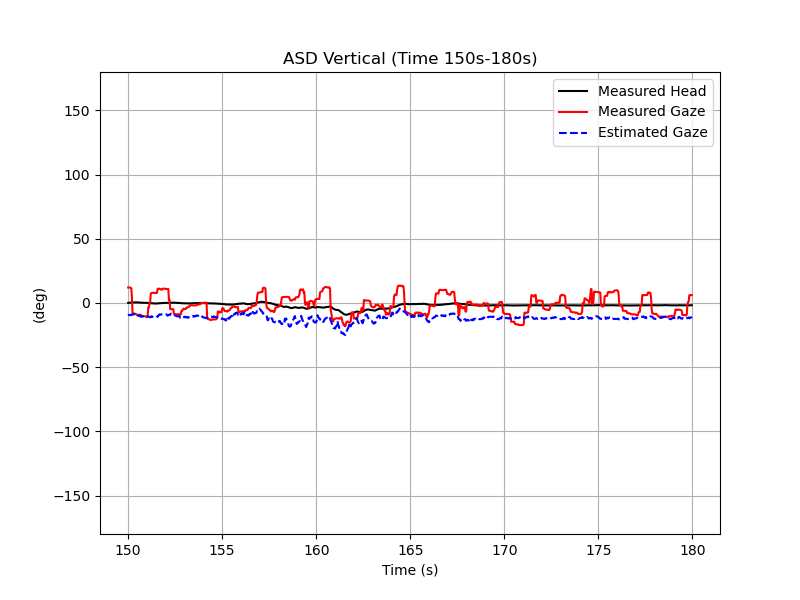 ASD Vertical (Time 150s-180s)
Measured Head
Measured Gaze
Estimated Gaze
150
100
50
0
−50
−100
−150
(deg)
150 155 160 165 170 175 180
Time (s)